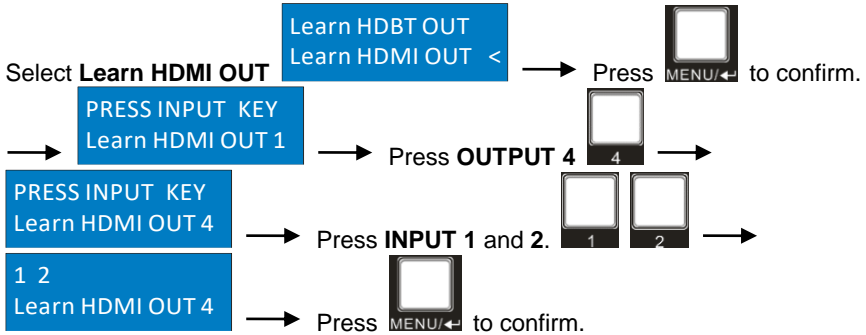 Learn HDBT OUT
Select Learn HDMI OUT Learn HDMI OUT < Press MENU/↵ to confirm.
PRESS INPUT KEY
Learn HDMI OUT 1
Press OUTPUT 4 4
PRESS INPUT KEY
Learn HDMI OUT 4
Press INPUT 1 and 2. 1 2
1 2
Learn HDMI OUT 4
Press MENU/↵ to confirm.